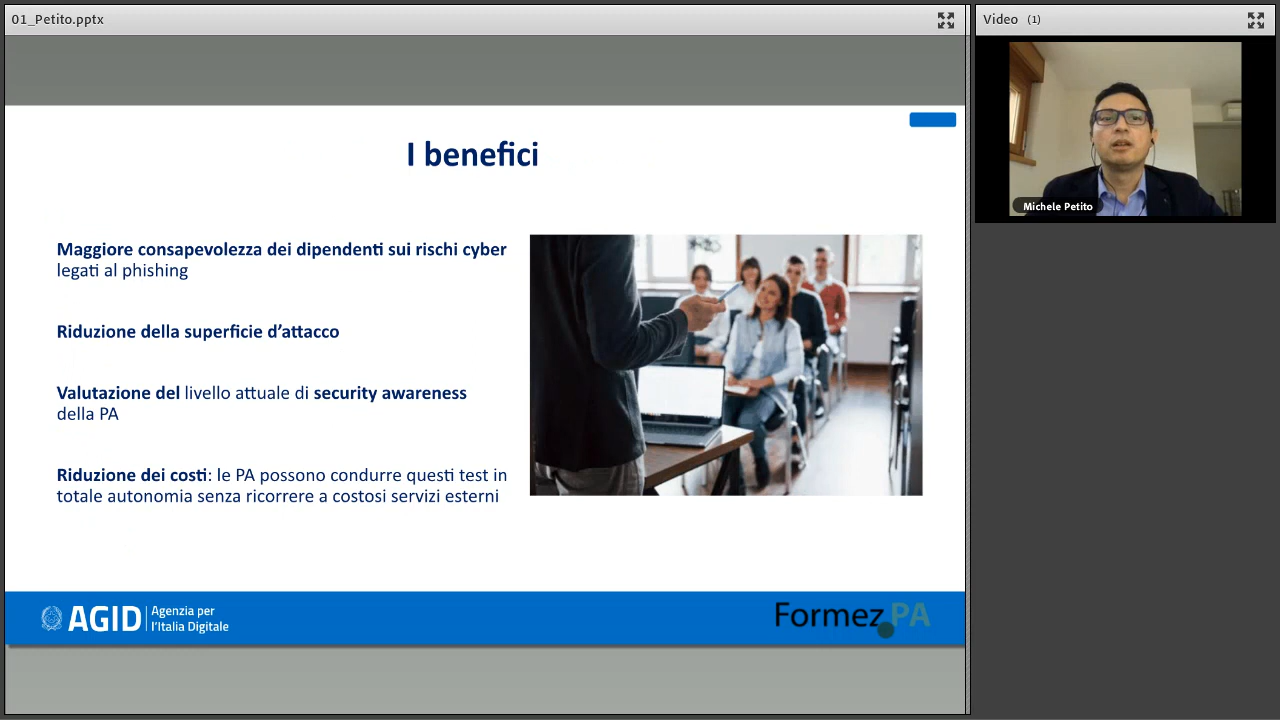 01_Petito.pptx
Video (1)
Michele Petito
I benefici
Maggiore consapevolezza dei dipendenti sui rischi cyber
legati al phishing
Riduzione della superficie d’attacco
Valutazione del livello attuale di security awareness
della PA
Riduzione dei costi: le PA possono condurre questi test in
totale autonomia senza ricorrere a costosi servizi esterni
AGID Agenzia per
l’Italia Digitale
Formez PA